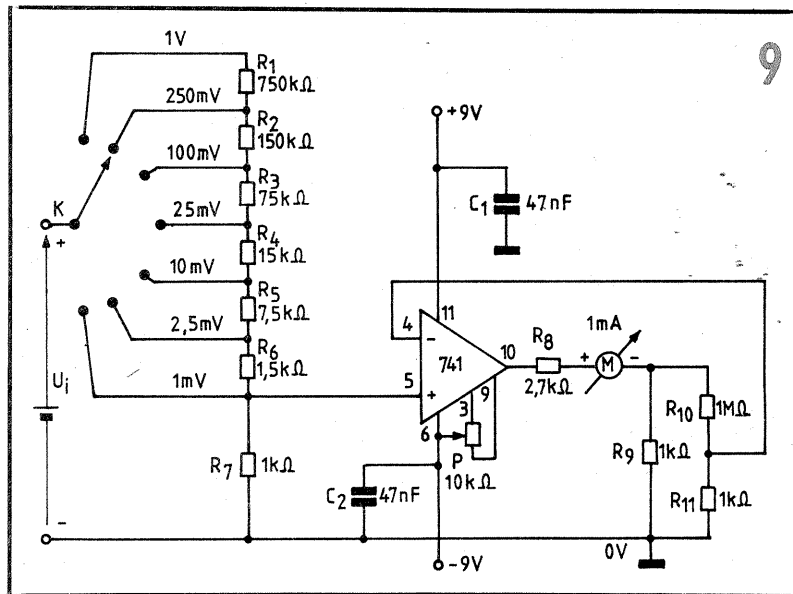 9
1V
R1
750kΩ
250mV
R2
150kΩ
100mV
R3
75kΩ
K
25mV
+
R4
15kΩ
10mV
R5
7,5kΩ
2,5mV
R6
1,5kΩ
1mV
Ui
R7
1kΩ
-
+9V
C1
47nF
4
11
-
741
10
5
+
3
9
6
P
10kΩ
R8
2,7kΩ
1mA
+
M
-
R10
1MΩ
R9
1kΩ
R11
1kΩ
C2
47nF
-9V
0V